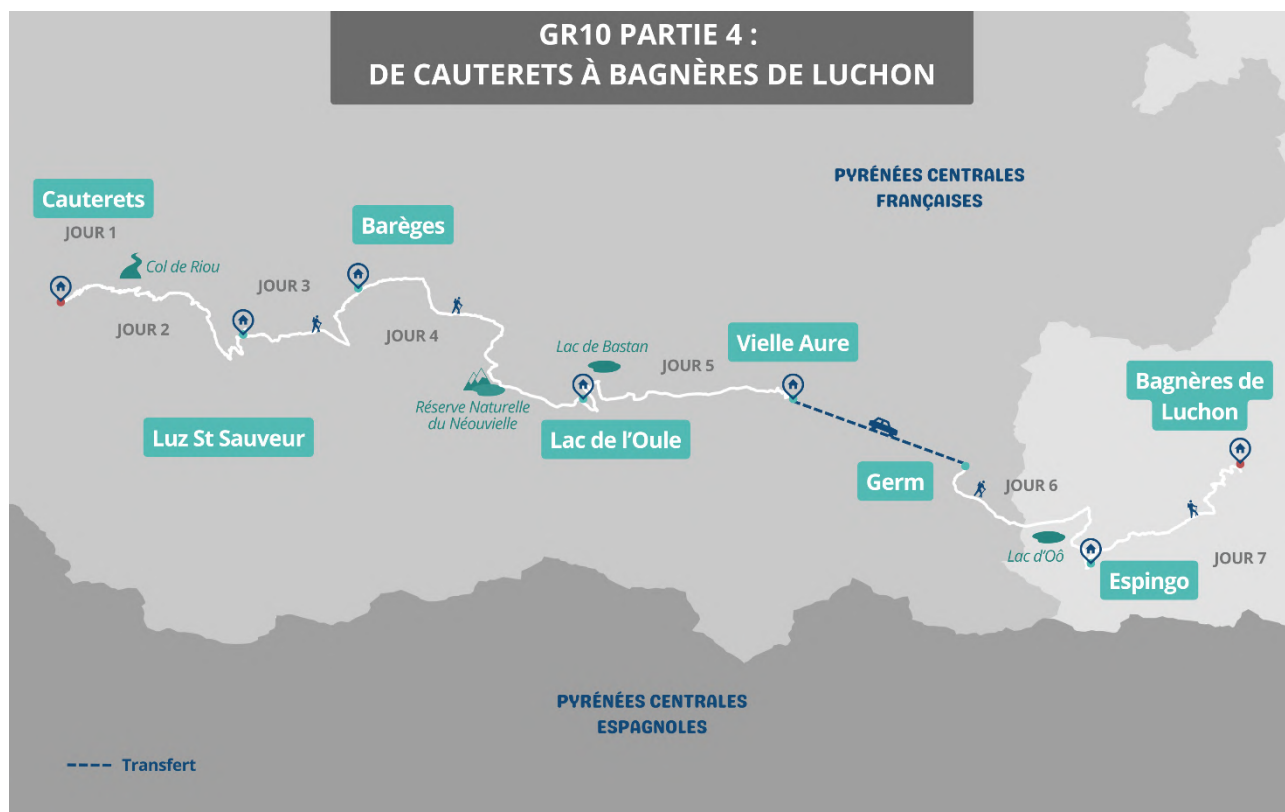 GR10 PARTIE 4 :
DE CAUTERETS À BAGNÈRES DE LUCHON
PYRÉNÉES CENTRALES
FRANÇAISES
Cauterets
JOUR 1
Col de Riou
JOUR 2
JOUR 3
Barèges
JOUR 4
Luz St Sauveur
Réserve Naturelle
du Néouvielle
Lac de Bastan
Lac de l'Oule
JOUR 5
Vielle Aure
Germ
JOUR 6
Lac d'Oô
Espingo
Bagnères de
Luchon
JOUR 7
PYRÉNÉES CENTRALES
ESPAGNOLES
Transfert